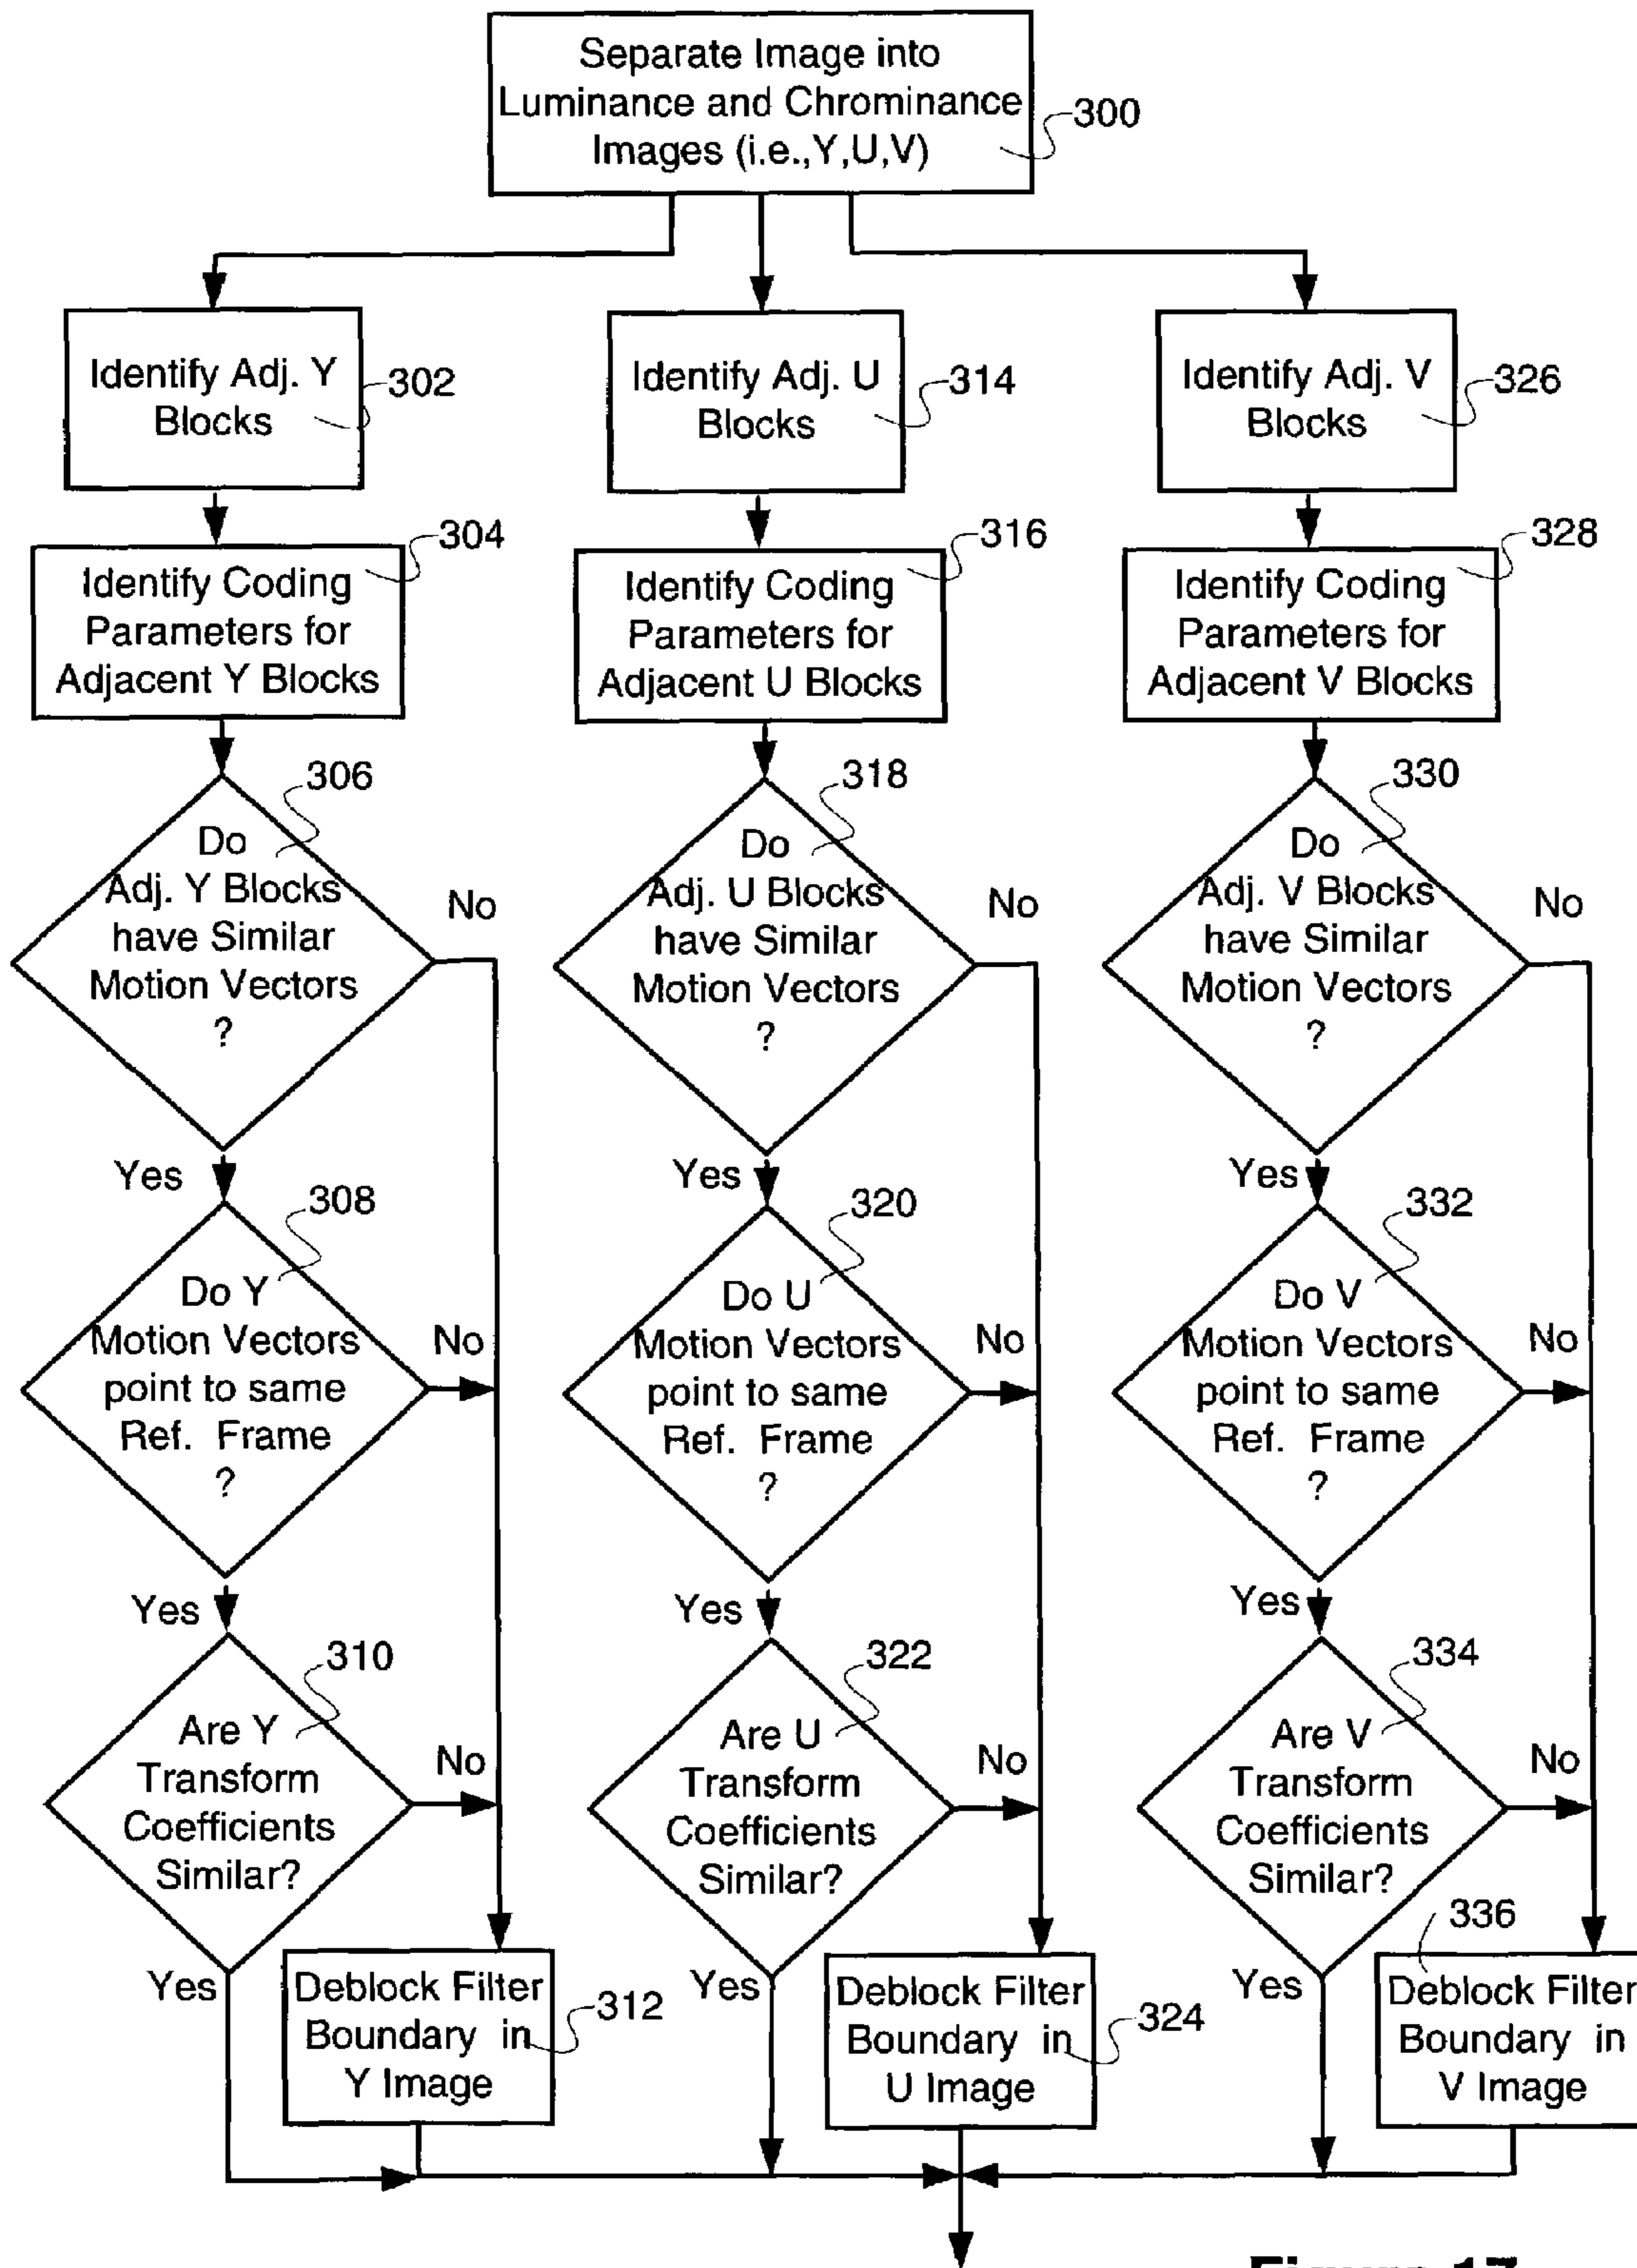 Separate Image into
Luminance and Chrominance
Images (i.e.,Y,U,V)
300
Identify Adj. Y
Blocks
302
Identify Coding
Parameters for
Adjacent Y Blocks
304
Do
Adj. Y Blocks
have Similar
Motion Vectors
?
306
No
Yes
Do Y
Motion Vectors
point to same
Ref. Frame
?
308
No
Yes
Are Y
Transform
Coefficients
Similar?
310
No
Yes
Deblock Filter
Boundary in
Y Image
312
Identify Adj. U
Blocks
314
Identify Coding
Parameters for
Adjacent U Blocks
316
Do
Adj. U Blocks
have Similar
Motion Vectors
?
318
No
Yes
Do U
Motion Vectors
point to same
Ref. Frame
?
320
No
Yes
Are U
Transform
Coefficients
Similar?
322
No
Yes
Deblock Filter
Boundary in
U Image
324
Identify Adj. V
Blocks
326
Identify Coding
Parameters for
Adjacent V Blocks
328
Do
Adj. V Blocks
have Similar
Motion Vectors
?
330
No
Yes
Do V
Motion Vectors
point to same
Ref. Frame
?
332
No
Yes
Are V
Transform
Coefficients
Similar?
334
No
Yes
Deblock Filter
Boundary in
V Image
336